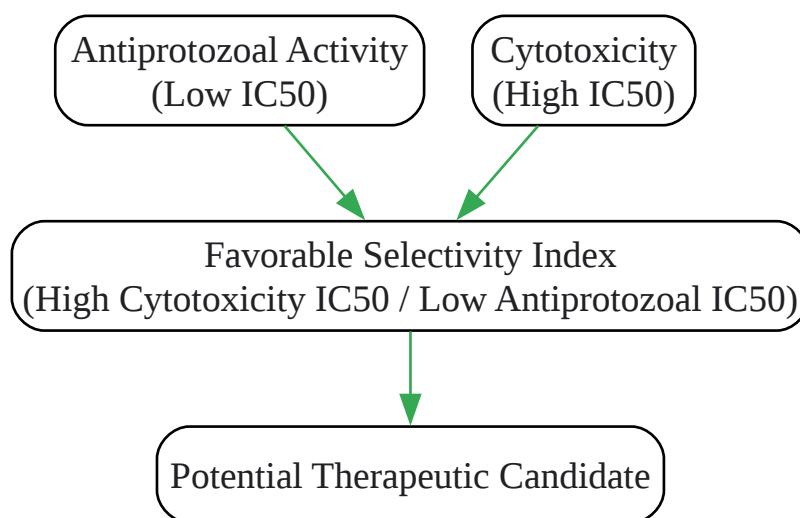 Antiprotozoal Activity
(Low IC50)
Cytotoxicity
(High IC50)
Favorable Selectivity Index
(High Cytotoxicity IC50 / Low Antiprotozoal IC50)
Potential Therapeutic Candidate